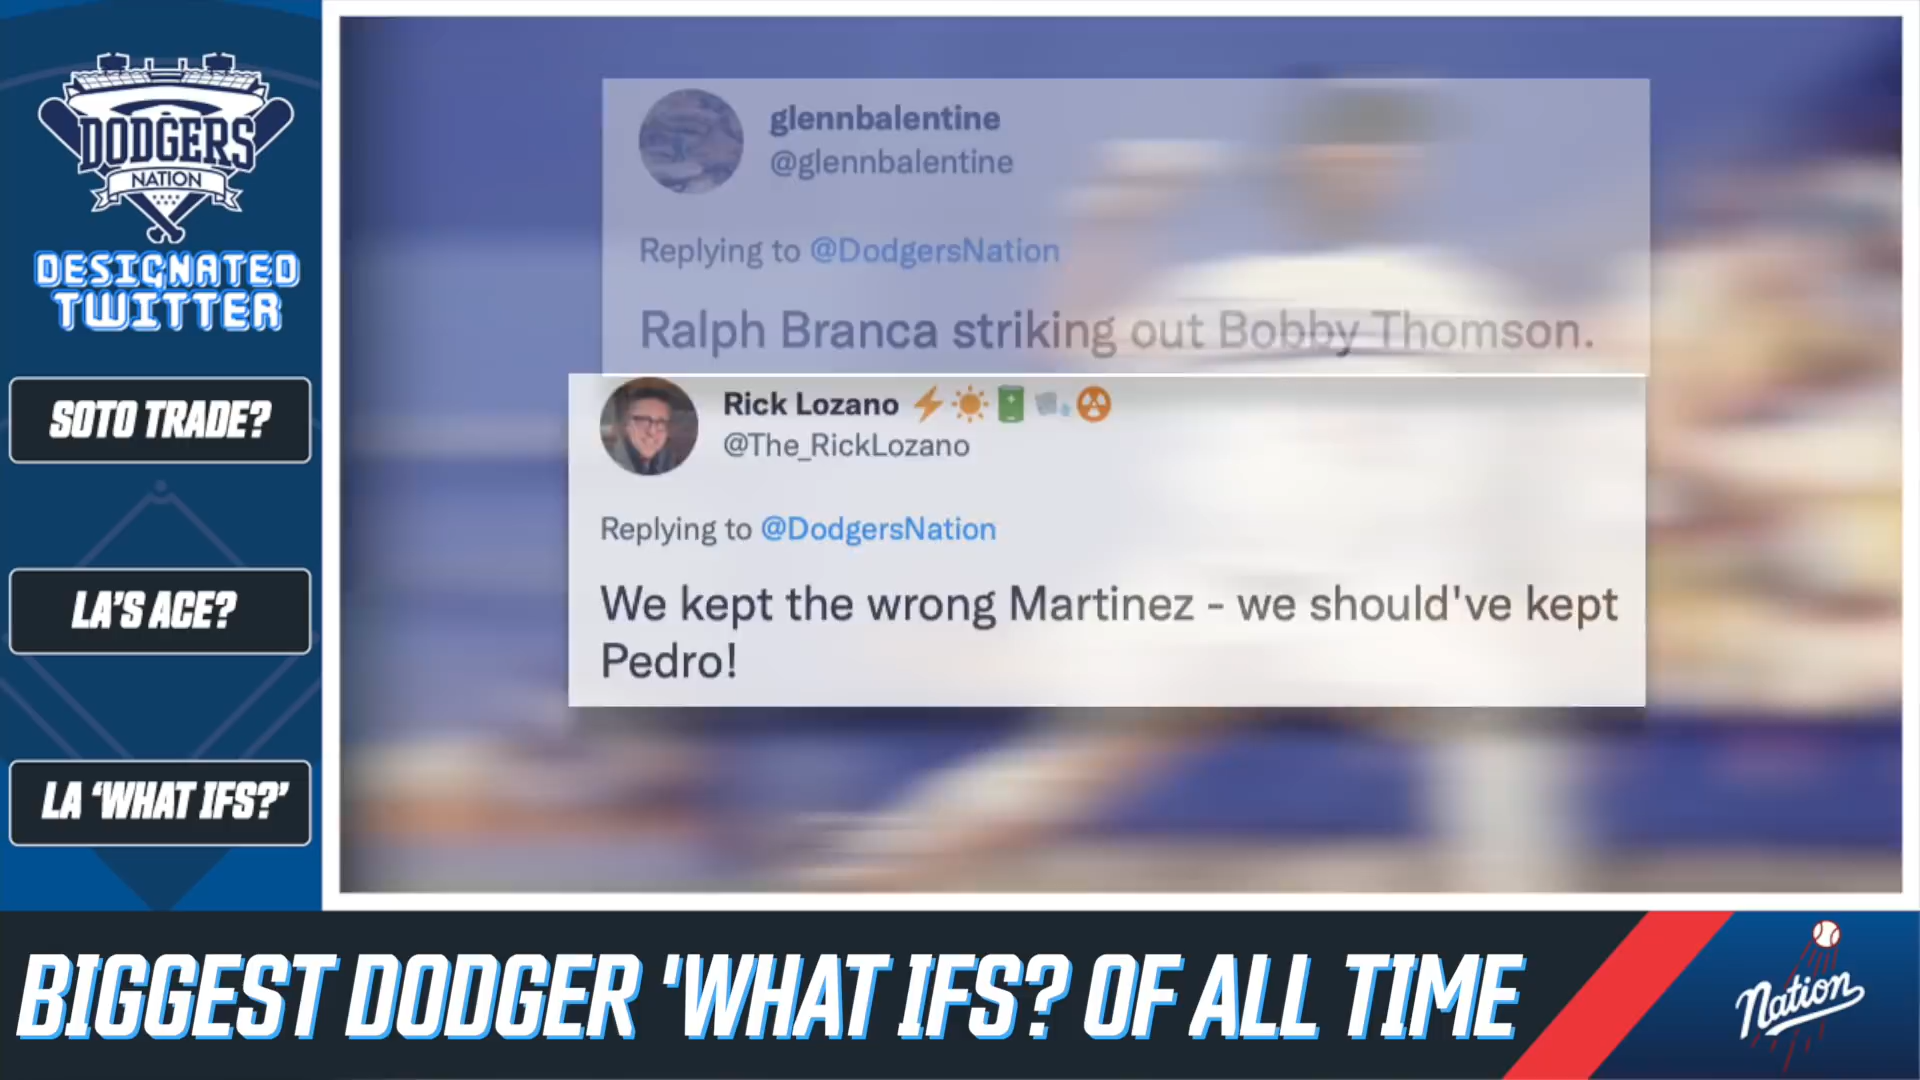 DODGERS
NATION
DESIGNATED
TWITTER
SOTO TRADE?
LA'S ACE?
LA 'WHAT IFS?'
glennbalentine
@glennbalentine
Replying to @DodgersNation
Ralph Branca striking out Bobby Thomson.
Rick Lozano
@The_RickLozano
Replying to @DodgersNation
We kept the wrong Martinez - we should've kept
Pedro!
BIGGEST DODGER 'WHAT IFS? OF ALL TIME
Nation